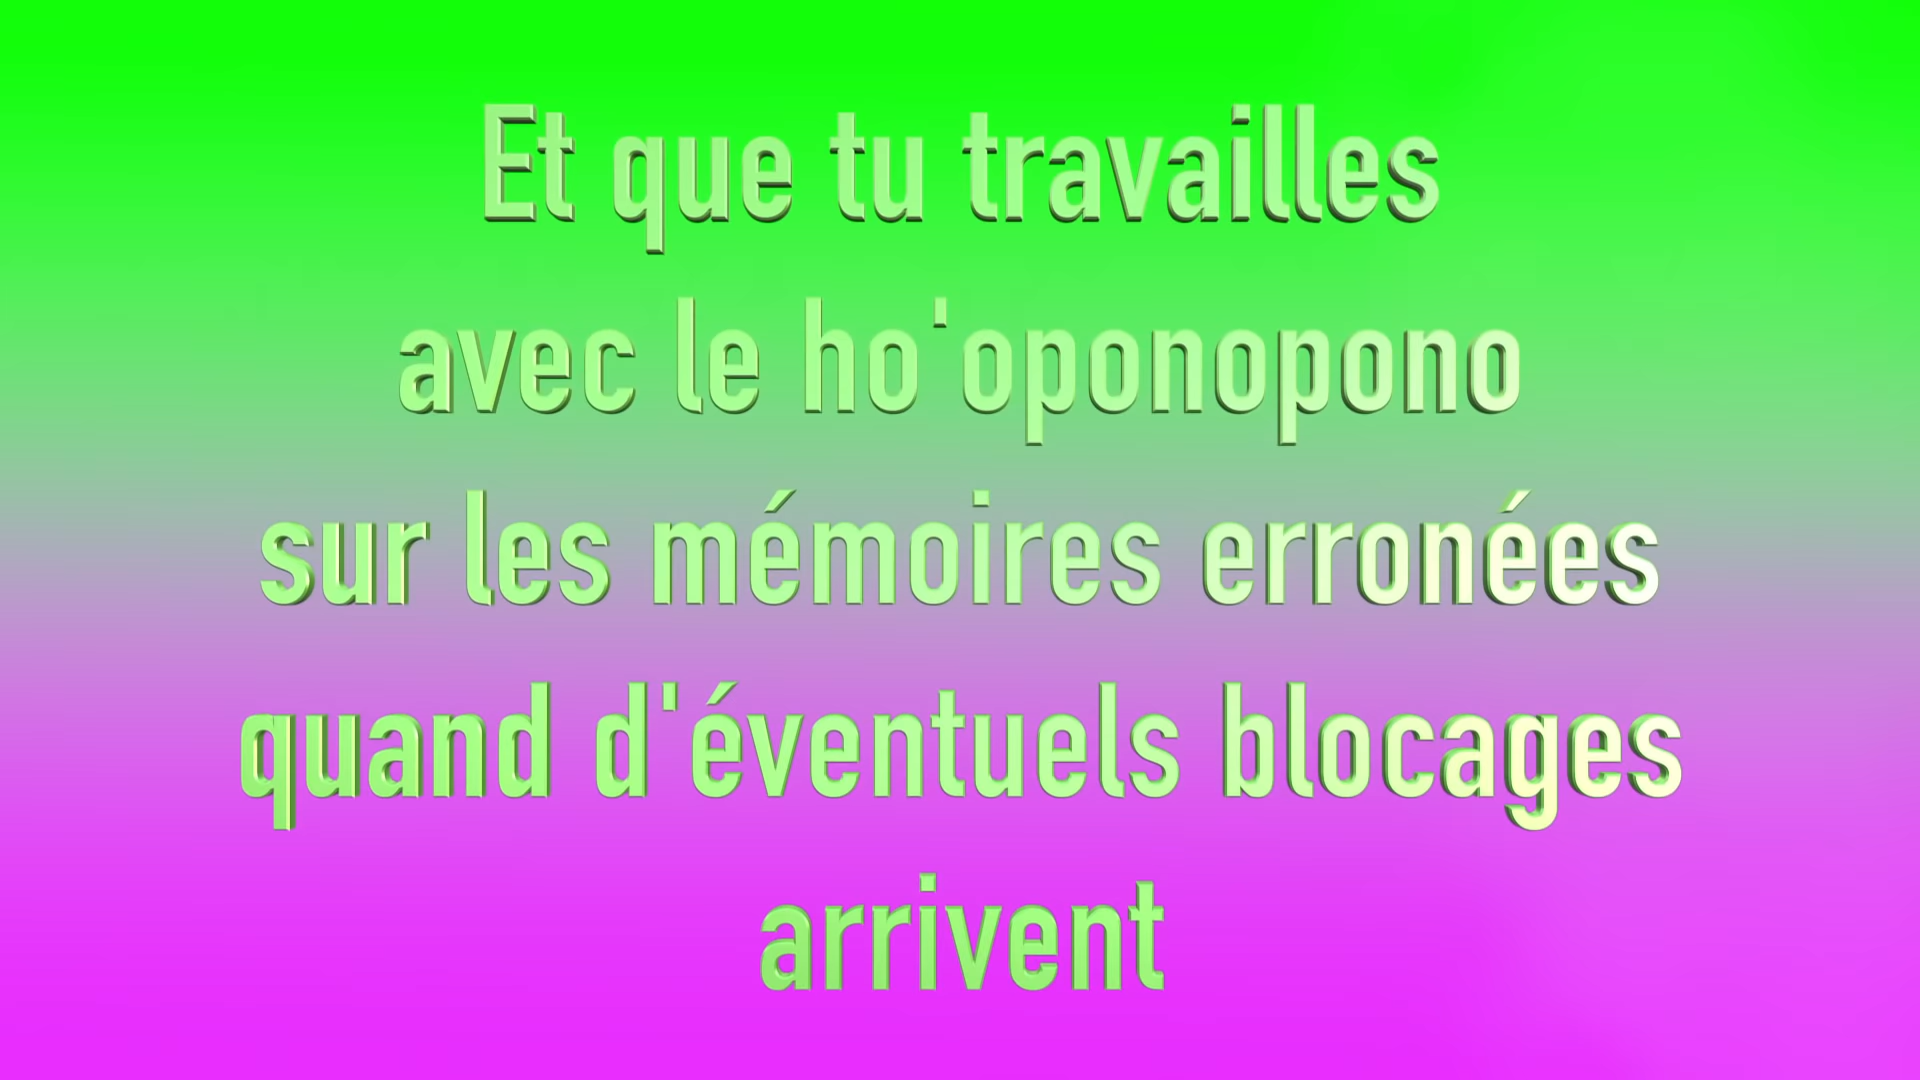 Et que tu travailles
avec le ho'oponopono
sur les mémoires erronées
quand d'éventuels blocages
arrivent